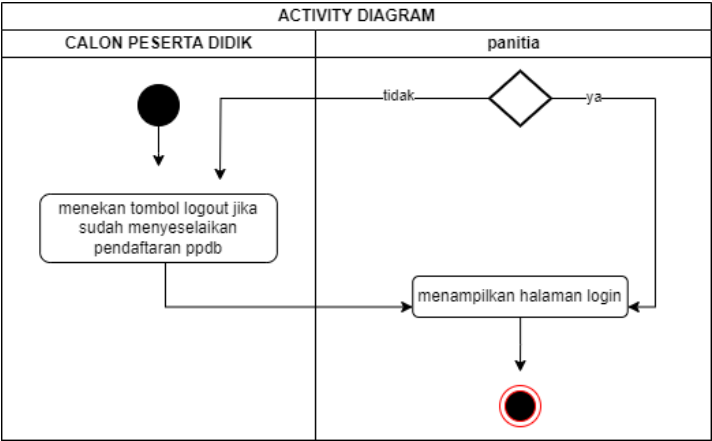 ACTIVITY DIAGRAM
CALON PESERTA DIDIK
panitia
tidak
ya
menekan tombol logout jika
sudah menyeselaikan
pendaftaran ppdb
menampilkan halaman login